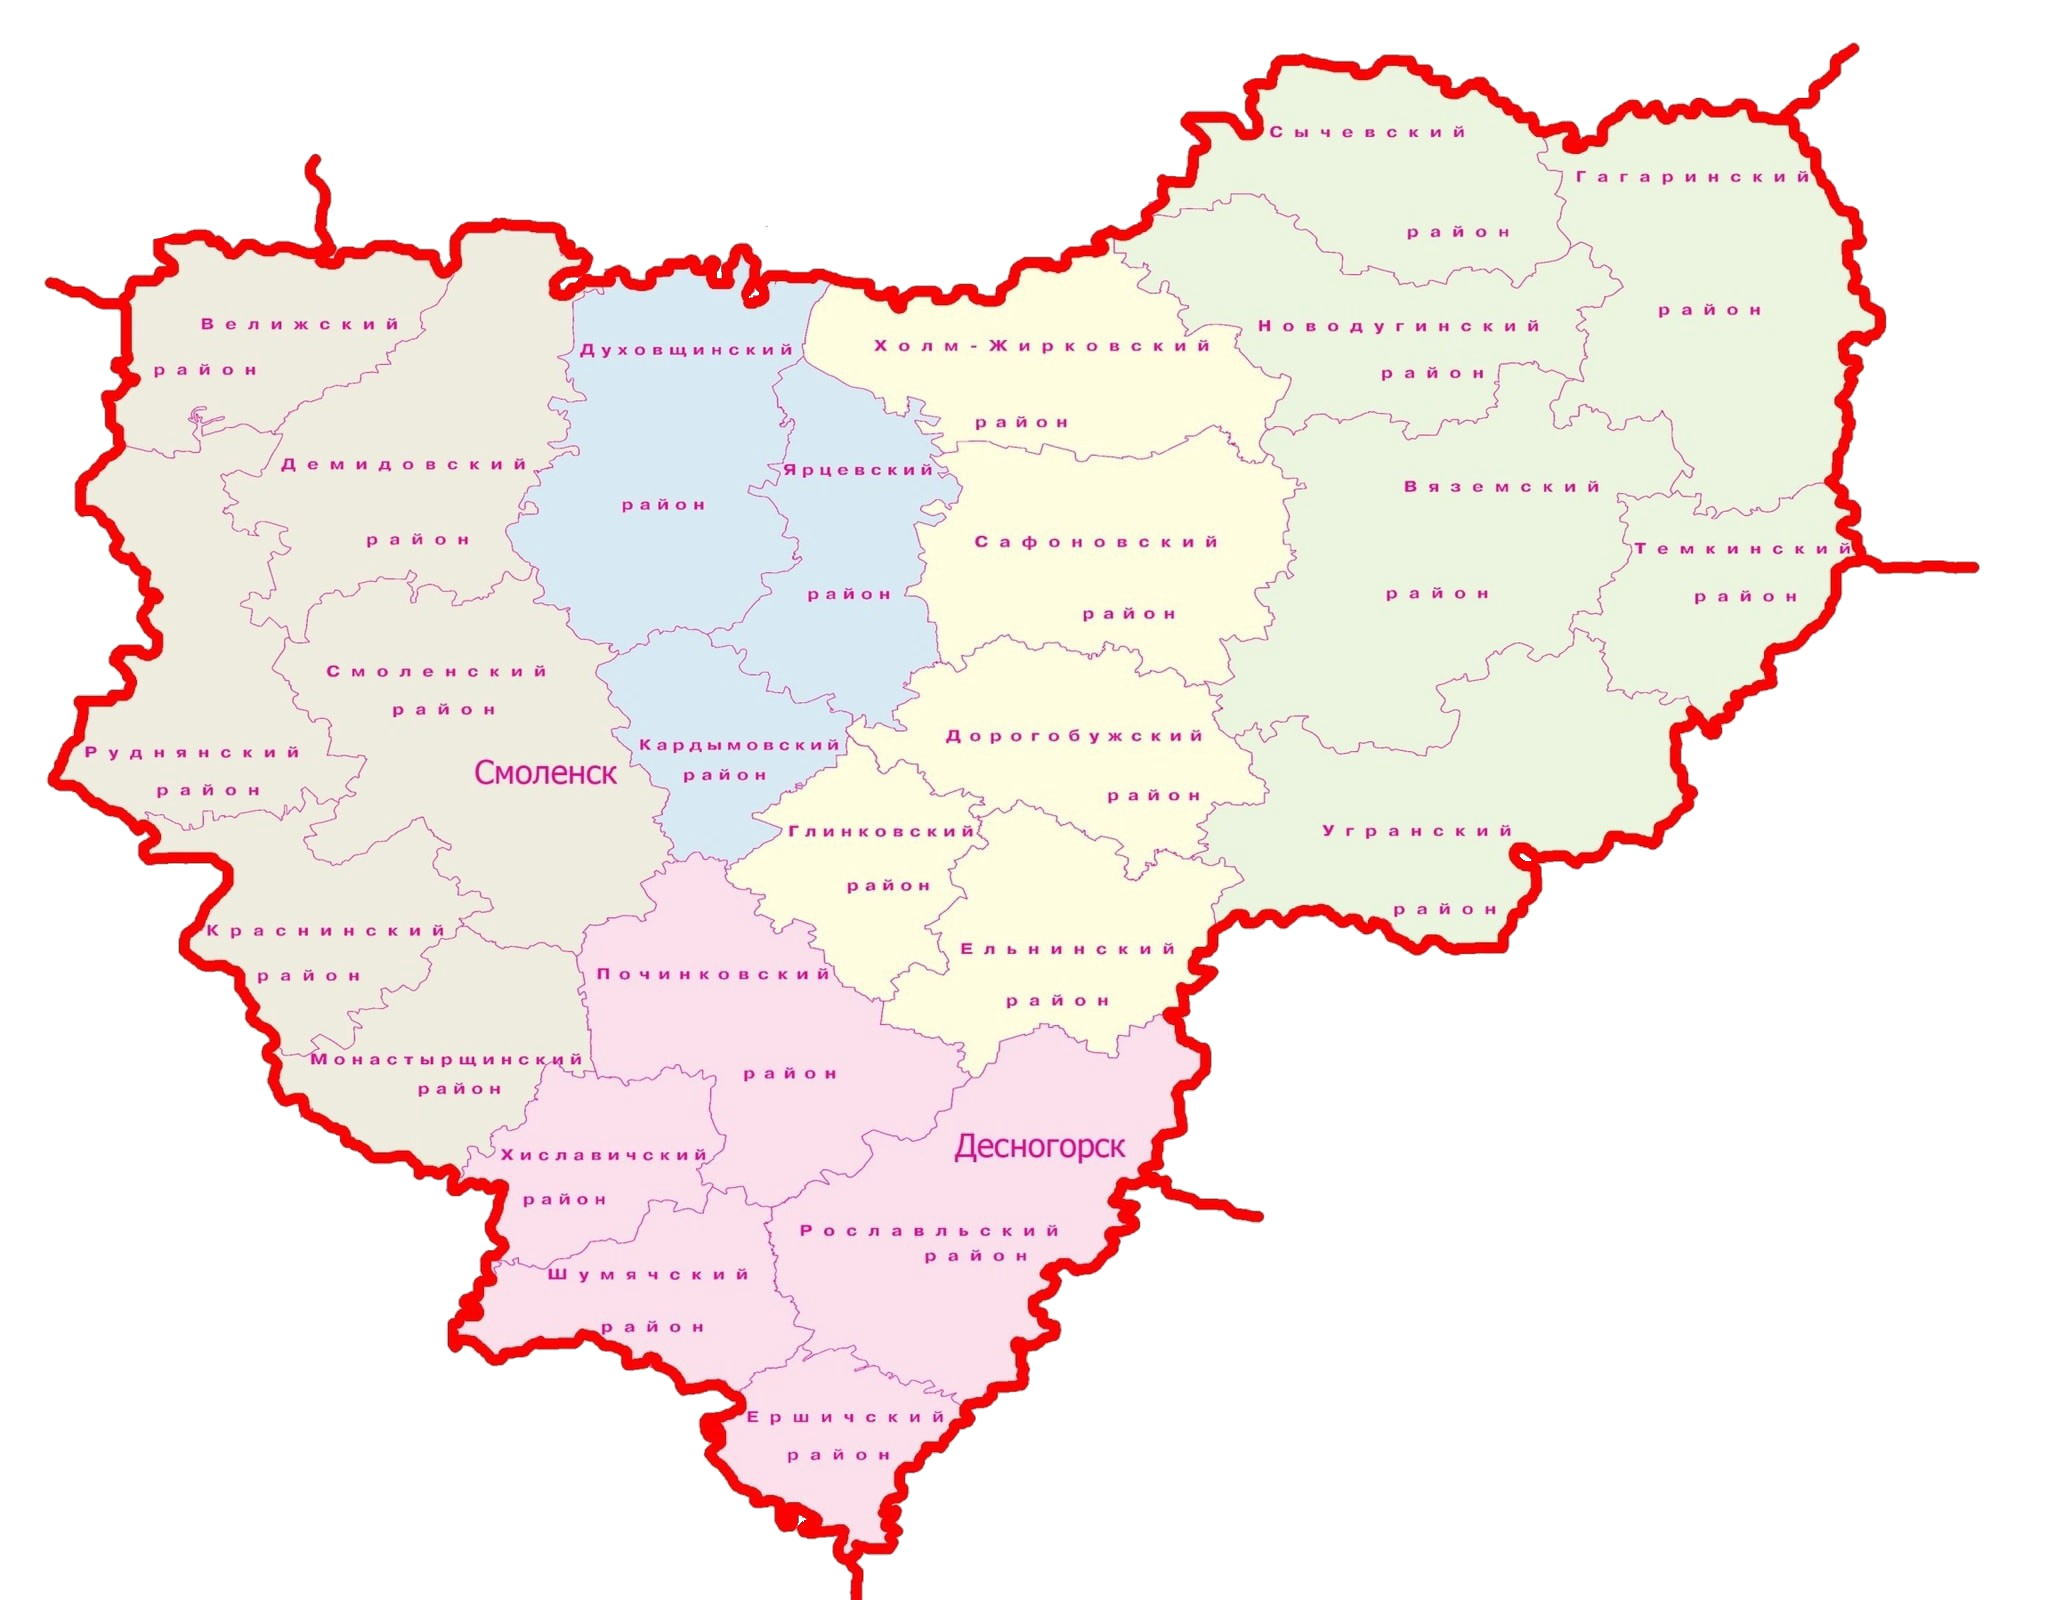 Сычевский
район
Гагаринский
район
Велижский
район
Новодугинский
район
Духовщинский
район
Холм-Жирковский
район
Демидовский
район
Ярцевский
район
Вяземский
район
Сафоновский
район
Темкинский
район
Смоленский
район
Руднянский
район
Смоленск
Кардымовский
район
Дорогобужский
район
Глинковский
район
Угранский
район
Краснинский
район
Ельнинский
район
Починковский
район
Монастырщинский
район
Десногорск
Хиславичский
район
Рославльский
район
Шумячский
район
Ершичский
район